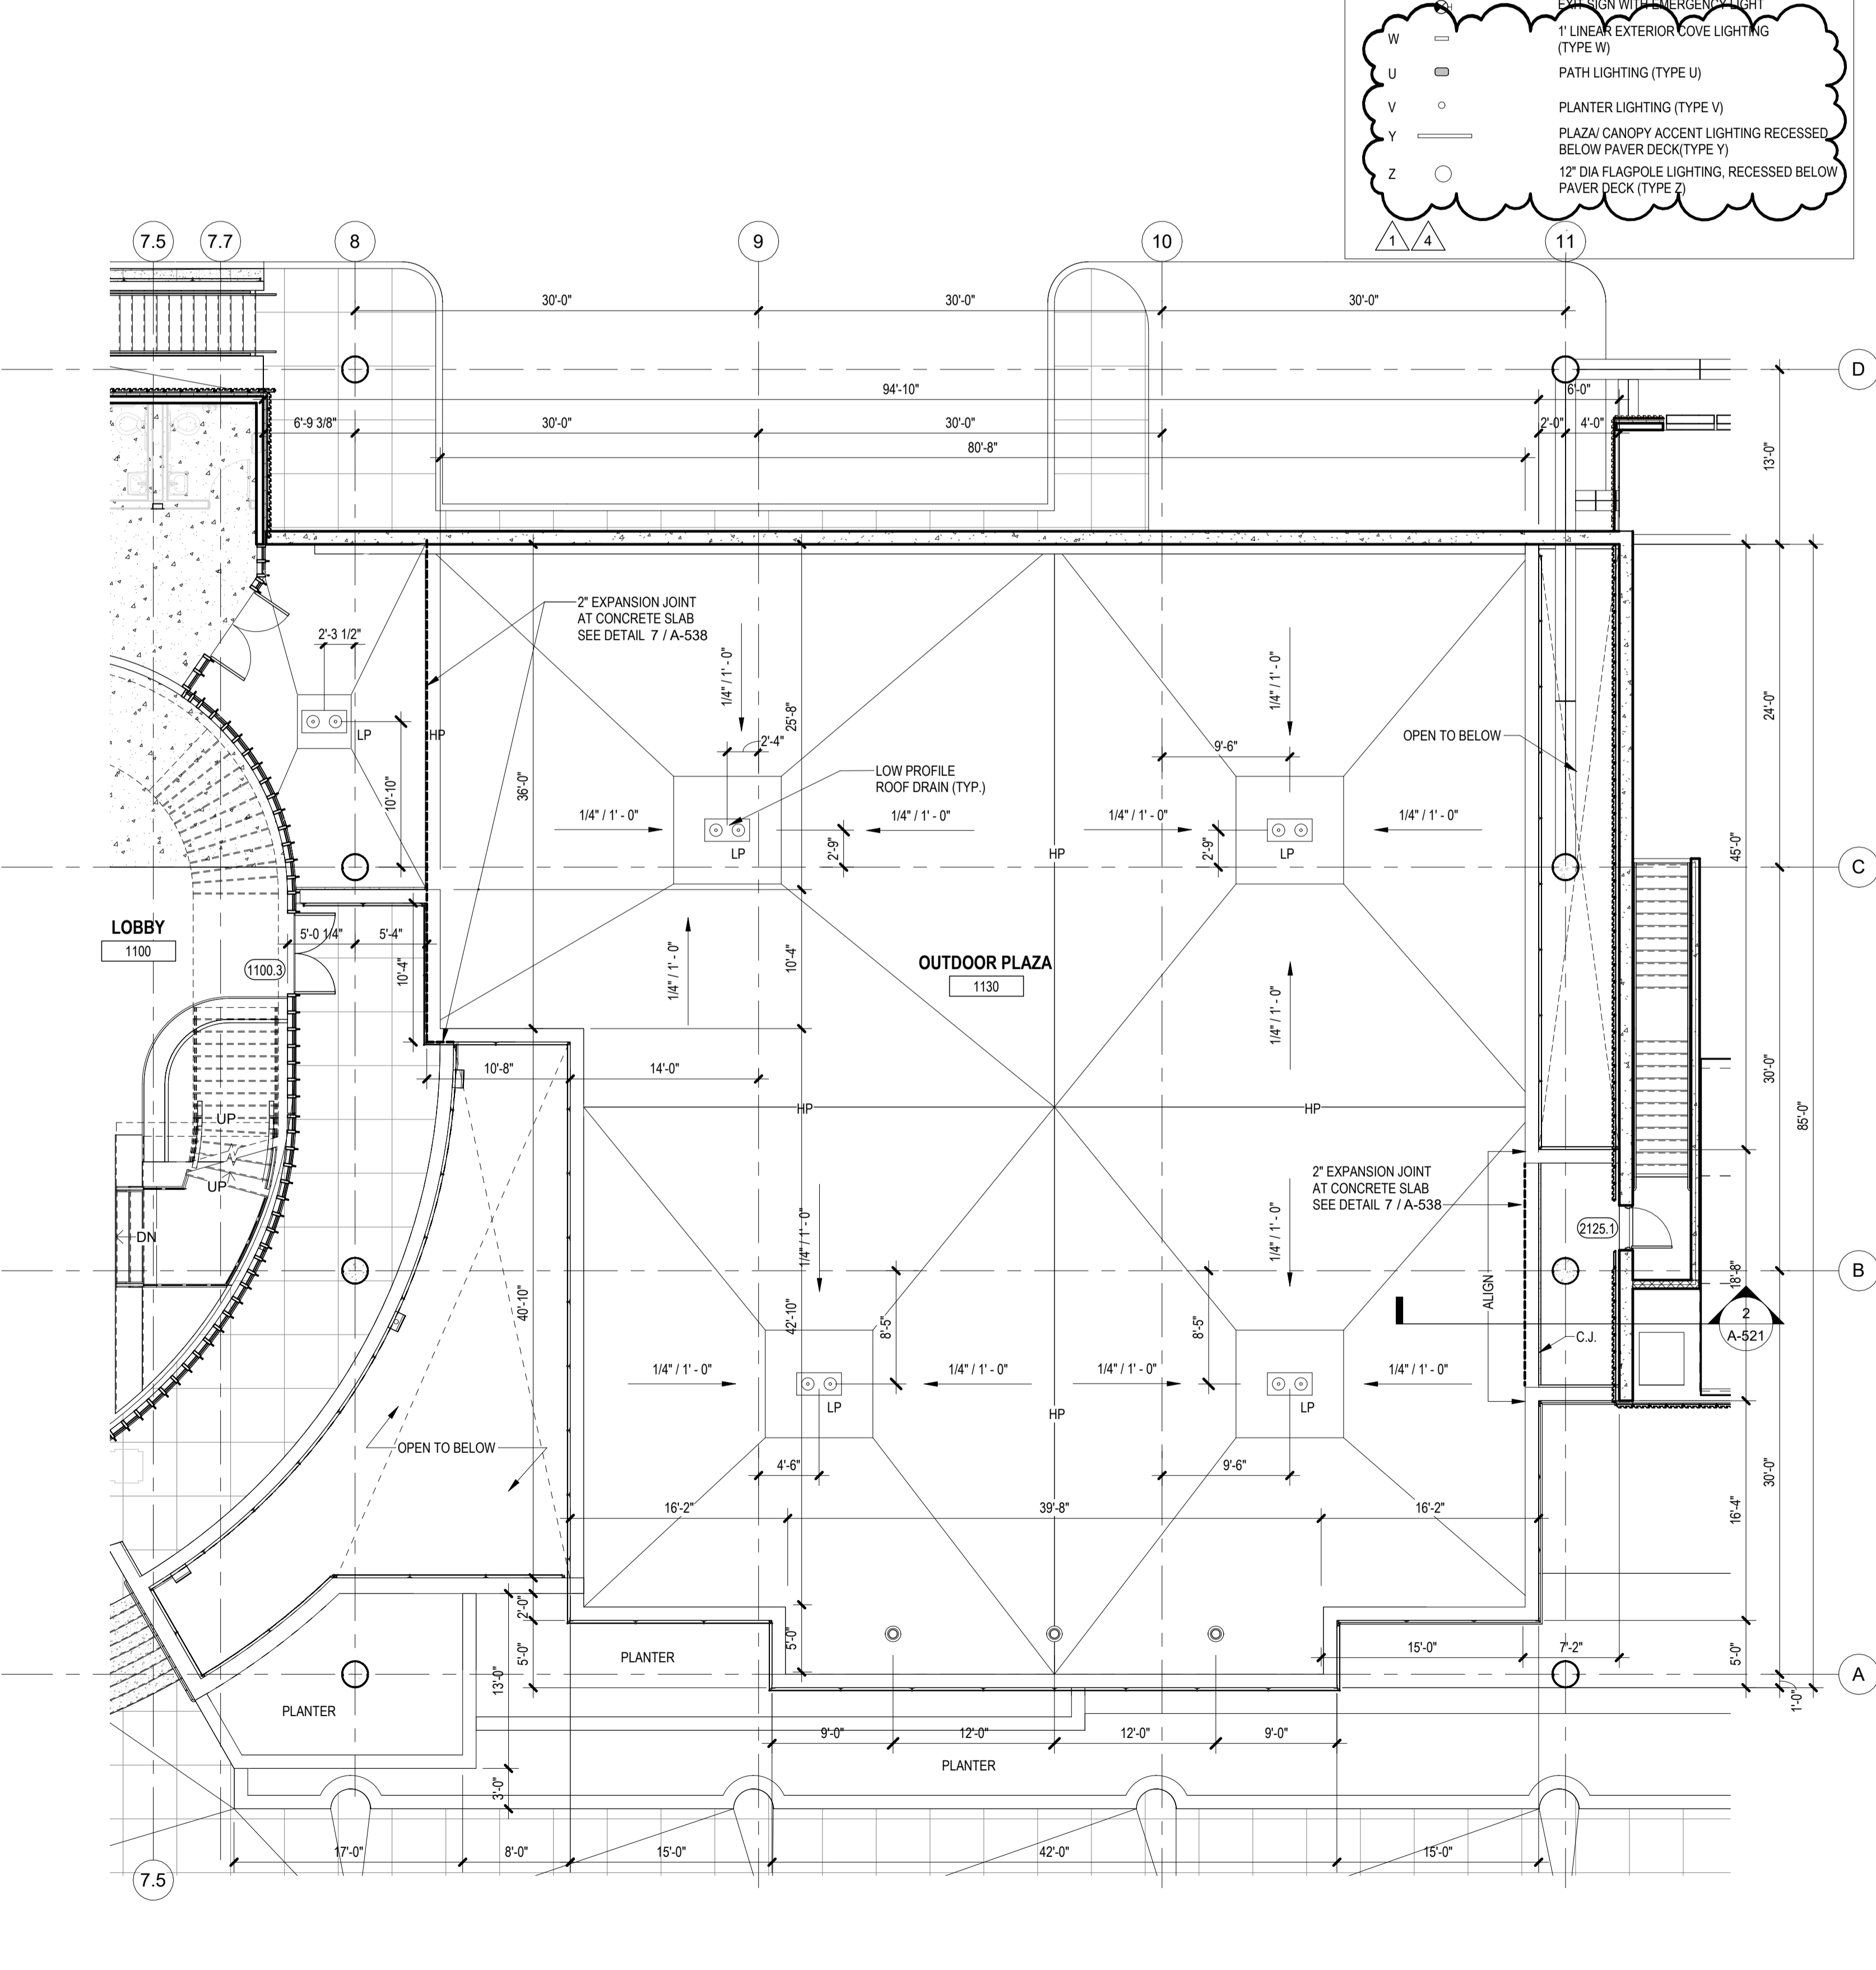 EXIT SIGN WITH EMERGENCY LIGHT
W
1' LINEAR EXTERIOR COVE LIGHTING
(TYPE W)
U
PATH LIGHTING (TYPE U)
V
PLANTER LIGHTING (TYPE V)
Y
PLAZA/ CANOPY ACCENT LIGHTING RECESSED
BELOW PAVER DECK(TYPE Y)
Z
12" DIA FLAGPOLE LIGHTING, RECESSED BELOW
PAVER DECK (TYPE Z)
1
4
7.5
7.7
8
9
10
11
30'-0"
30'-0"
30'-0"
D
94'-10"
6'-0"
6'-9 3/8"
30'-0"
30'-0"
2'-0"
4'-0"
80'-8"
13'-0"
2" EXPANSION JOINT
AT CONCRETE SLAB
SEE DETAIL 7 / A-538
2'-3 1/2"
1/4" / 1' - 0"
1/4" / 1' - 0"
25'-8"
24'-0"
LP
HP
2'-4"
9'-6"
OPEN TO BELOW
LOW PROFILE
ROOF DRAIN (TYP.)
10'-10"
36'-0"
1/4" / 1' - 0"
1/4" / 1' - 0"
1/4" / 1' - 0"
1/4" / 1' - 0"
LP
2'-9"
HP
2'-9"
LP
45'-0"
C
LOBBY
1100
5'-0 1/4"
5'-4"
1100.3
10'-4"
1/4" / 1' - 0"
10'-4"
OUTDOOR PLAZA
1130
1/4" / 1' - 0"
10'-8"
14'-0"
30'-0"
85'-0"
UP
HP
HP
UP
2" EXPANSION JOINT
AT CONCRETE SLAB
SEE DETAIL 7 / A-538
1/4" / 1' - 0"
1/4" / 1' - 0"
DN
2125.1
B
ALIGN
18'-8"
40'-10"
42'-10"
8'-5"
8'-5"
2
A-521
C.J.
1/4" / 1' - 0"
1/4" / 1' - 0"
1/4" / 1' - 0"
1/4" / 1' - 0"
LP
HP
LP
OPEN TO BELOW
4'-6"
9'-6"
30'-0"
16'-2"
39'-8"
16'-2"
16'-4"
2'-0"
5'-0"
5'-0"
PLANTER
15'-0"
7'-2"
5'-0"
A
13'-0"
PLANTER
1'-0"
9'-0"
12'-0"
12'-0"
9'-0"
PLANTER
3'-0"
17'-0"
8'-0"
15'-0"
42'-0"
15'-0"
7.5